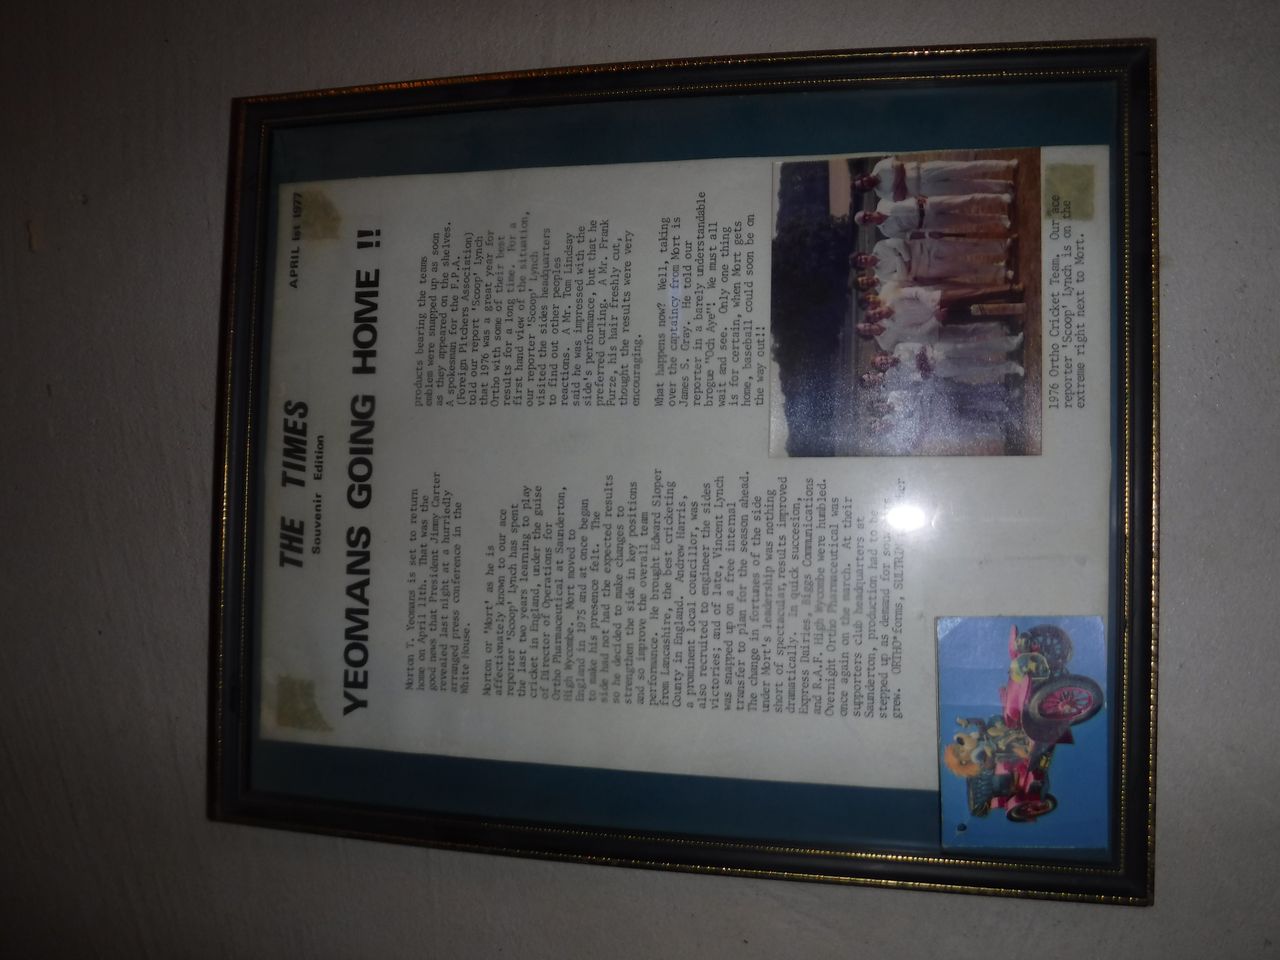 THE TIMES
Souvenir Edition
APRIL 1st 1977
YEOMANS GOING HOME !!
Morton T. Yeomans is set to return
home on April 11th. That was the
good news that President Jimmy Carter
revealed last night at a hurriedly
arranged press conference in the
White House.
Morton or 'Mort' as he is
affectionately known to our ace
reporter 'Scoop' Lynch has spent
the last two years learning to play
cricket in England, under the guise
of Director of Operations for
Ortho Pharmaceutical at Saunderton,
High Wycombe. Mort moved to
England in 1975 and at once began
to make his presence felt. The
side had not had the expected results
so he decided to make changes to
strengthen the side in key positions
and so improve the overall team
performance. He brought Edward Sloper
from Lancashire, the best cricketing
County in England. Andrew Harris,
a prominent local councillor, was
also recruited to engineer the sides
victories; and of late, Vincent Lynch
was snapped up on a free internal
transfer to plan for the season ahead.
The change in fortunes of the side
under Mort's leadership was nothing
short of spectacular, results improved
dramatically. in quick succesion,
Express Dairies, Biggs Communications
and R.A.F. High Wycombe were humbled.
Overnight Ortho Pharmaceutical was
once again on the march. At their
supporters club headquarters at
Saunderton, production had to be
stepped up as demand for
grew. ORTHO forms,
products bearing the teams
emblem were snapped up as soon
as they appeared on the shelves.
A spokesman for the F.P.A.
(Foreign Pitchers Association)
told our report 'Scoop' Lynch
that 1976 was a great year for
Ortho with some of their best
results for a long time. For a
first hand view of the situation,
our reporter 'Scoop' Lynch
visited the sides headquarters
to find out other peoples
reactions. A Mr. Tom Lindsay
said he was impressed with the
side's performance, but that he
preferred curling. A Mr. Frank
Furze, his hair freshly cut,
thought the results were very
encouraging.
What happens now? Well, taking
over the captaincy from Mort is
James S. Gray. He told our
reporter in a barely understandable
brogue "Och Aye"! We must all
wait and see. Only one thing
is for certain, when Mort gets
home, baseball could soon be on
the way out!!
1976 Ortho Cricket Team. Our ace
reporter 'Scoop' Lynch is on the
extreme right next to Mort.